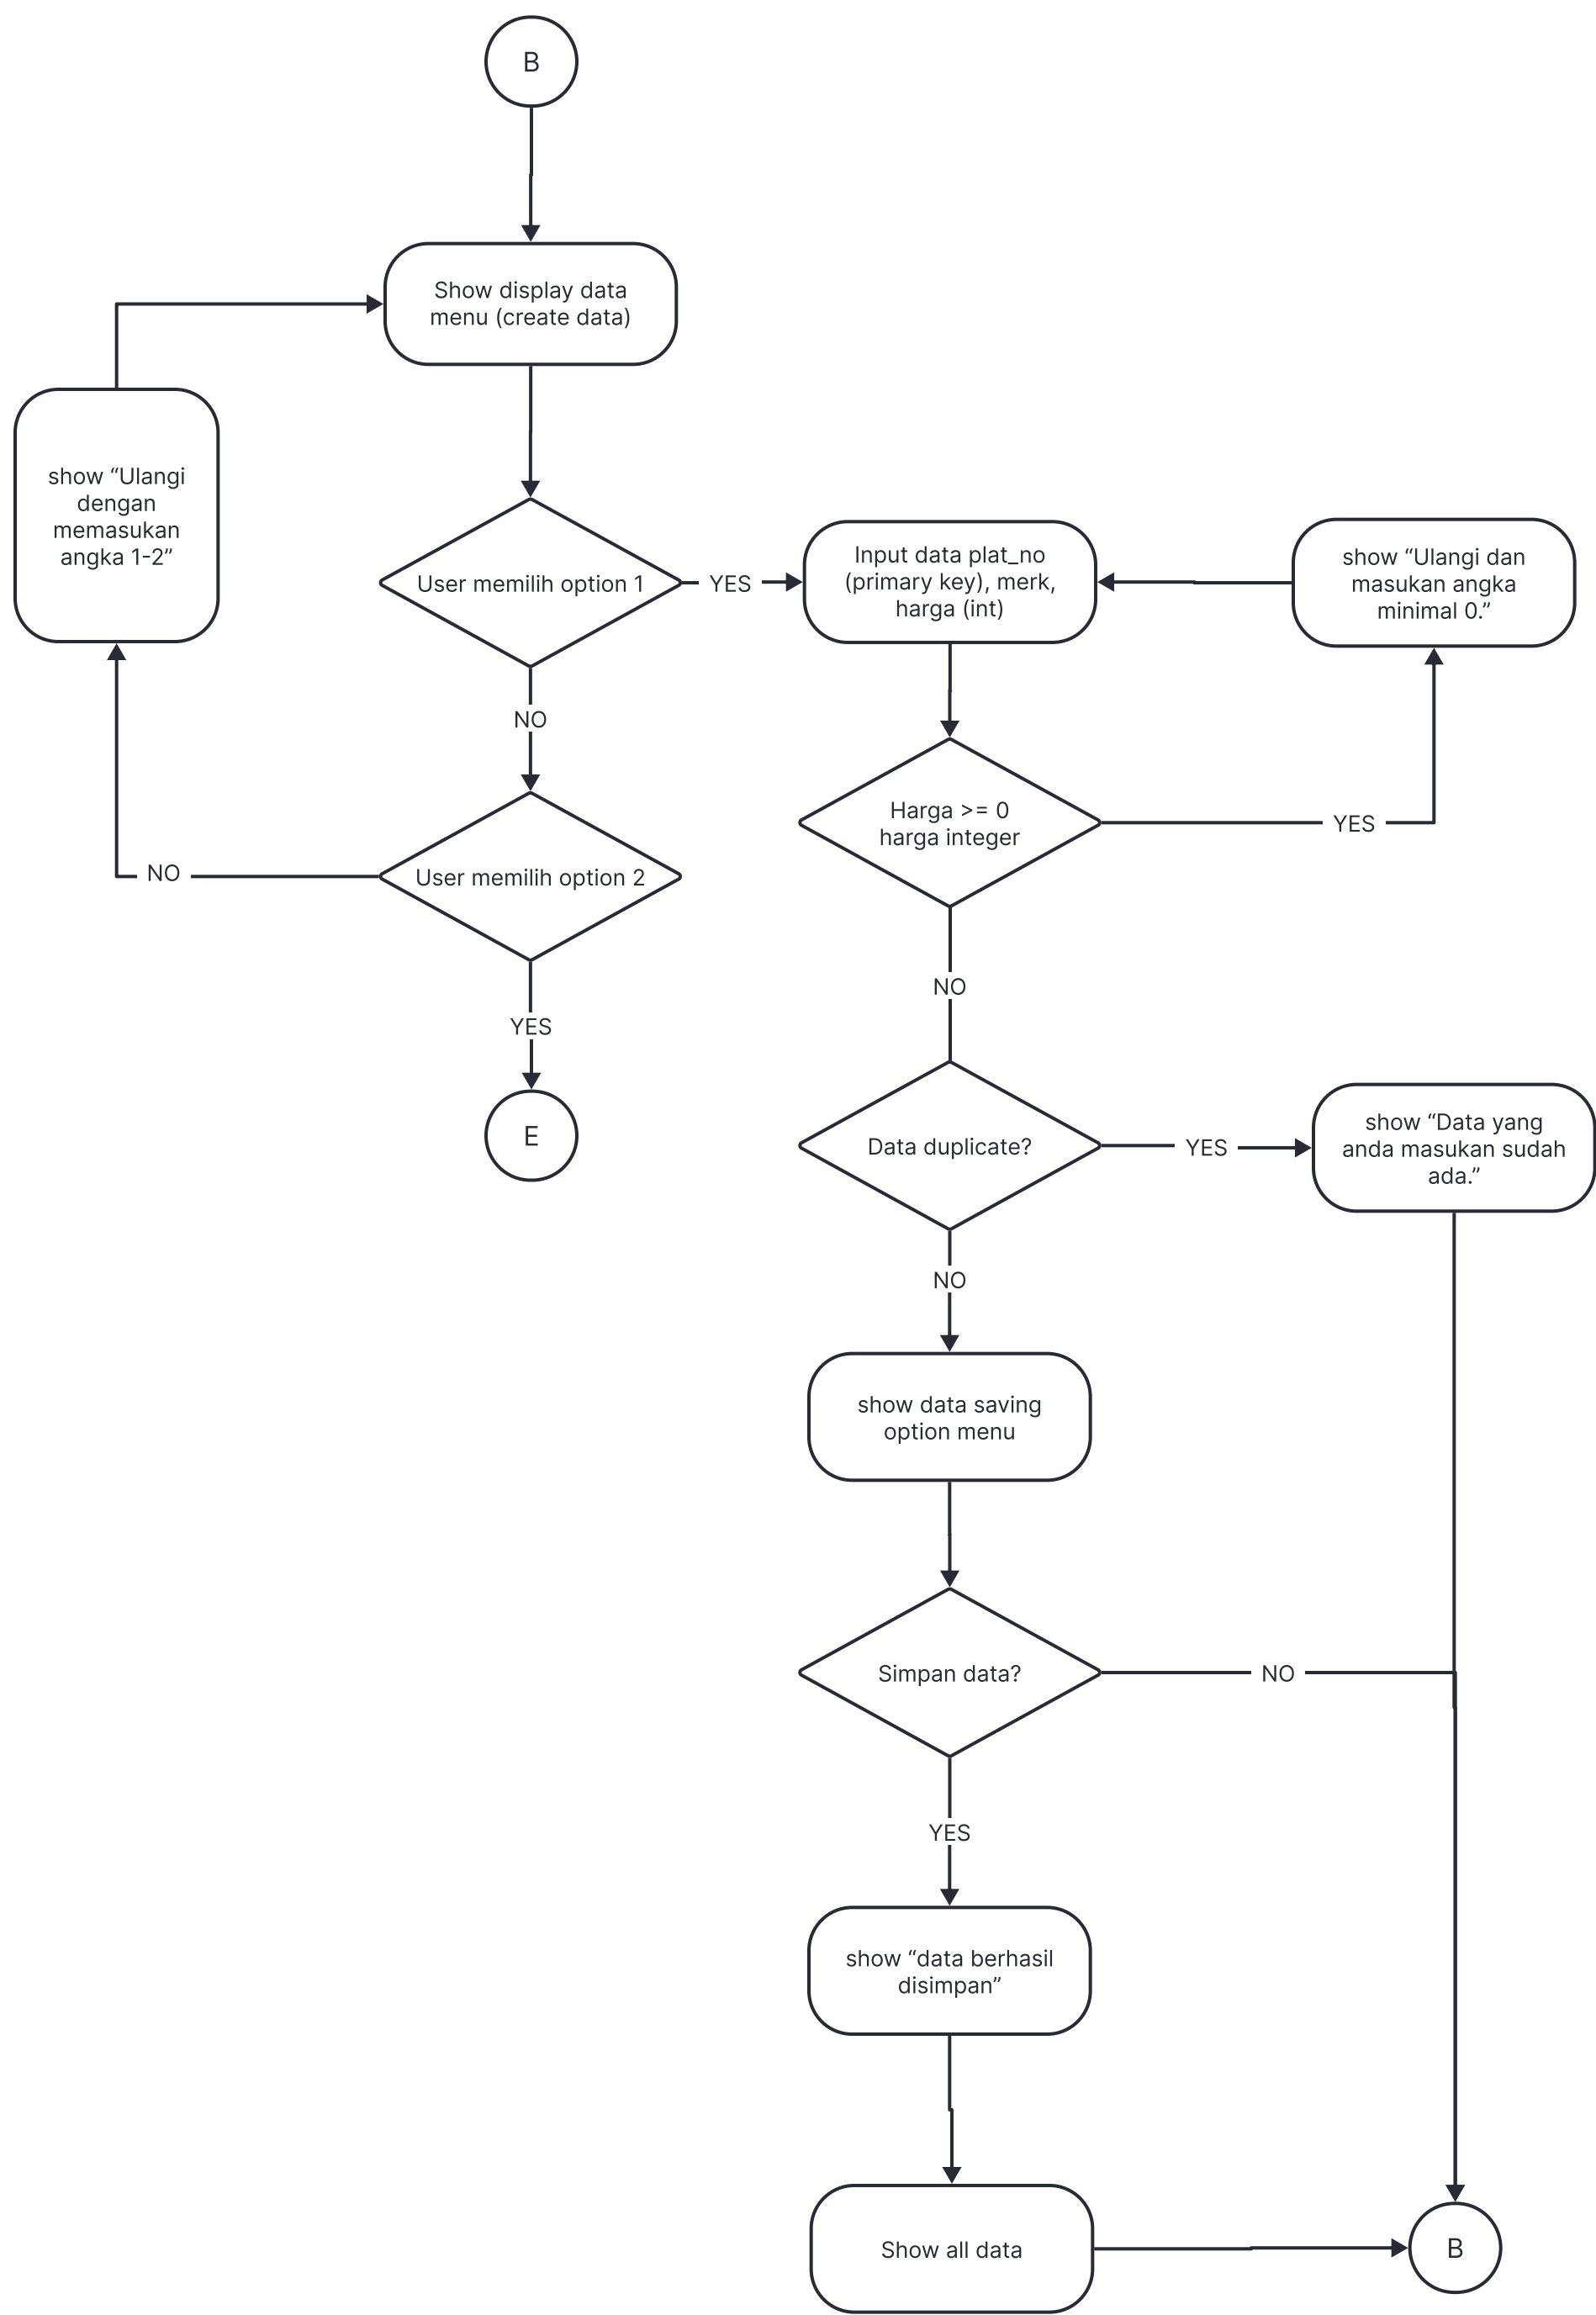 B
Show display data
menu (create data)
show “Ulangi
dengan
memasukan
angka 1-2”
User memilih option 1
YES
Input data plat_no
(primary key), merk,
harga (int)
show “Ulangi dan
masukan angka
minimal 0.”
NO
Harga >= 0
harga integer
YES
User memilih option 2
NO
YES
NO
E
Data duplicate?
YES
show “Data yang
anda masukan sudah
ada.”
NO
show data saving
option menu
Simpan data?
NO
YES
show “data berhasil
disimpan”
Show all data
B